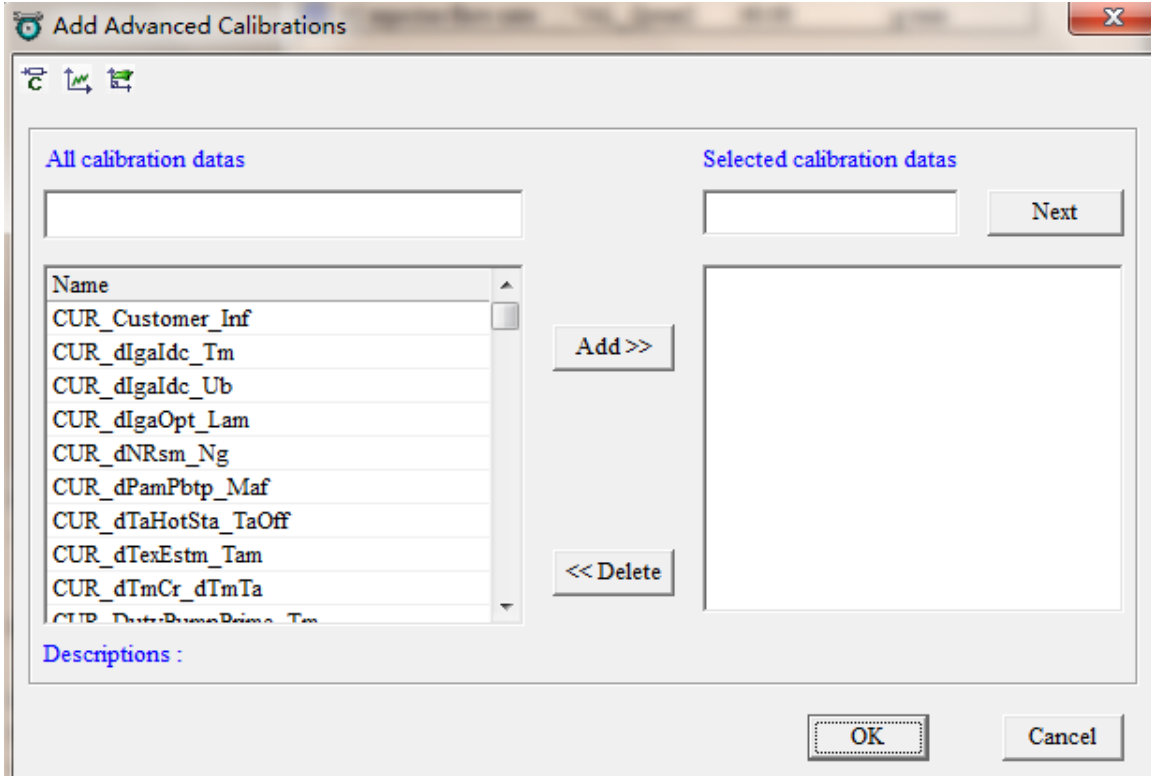 Add Advanced Calibrations
All calibration datas
Selected calibration datas
Next
Name
CUR_Customer_Inf
CUR_dIgaIdc_Tm
CUR_dIgaIdc_Ub
CUR_dIgaOpt_Lam
CUR_dNRsm_Ng
CUR_dPamPbtp_Maf
CUR_dTaHotSta_TaOff
CUR_dTexEstm_Tam
CUR_dTmCr_dTmTa
CUR_DutyPumpPrime_Tm
Add >>
<< Delete
Descriptions :
OK
Cancel